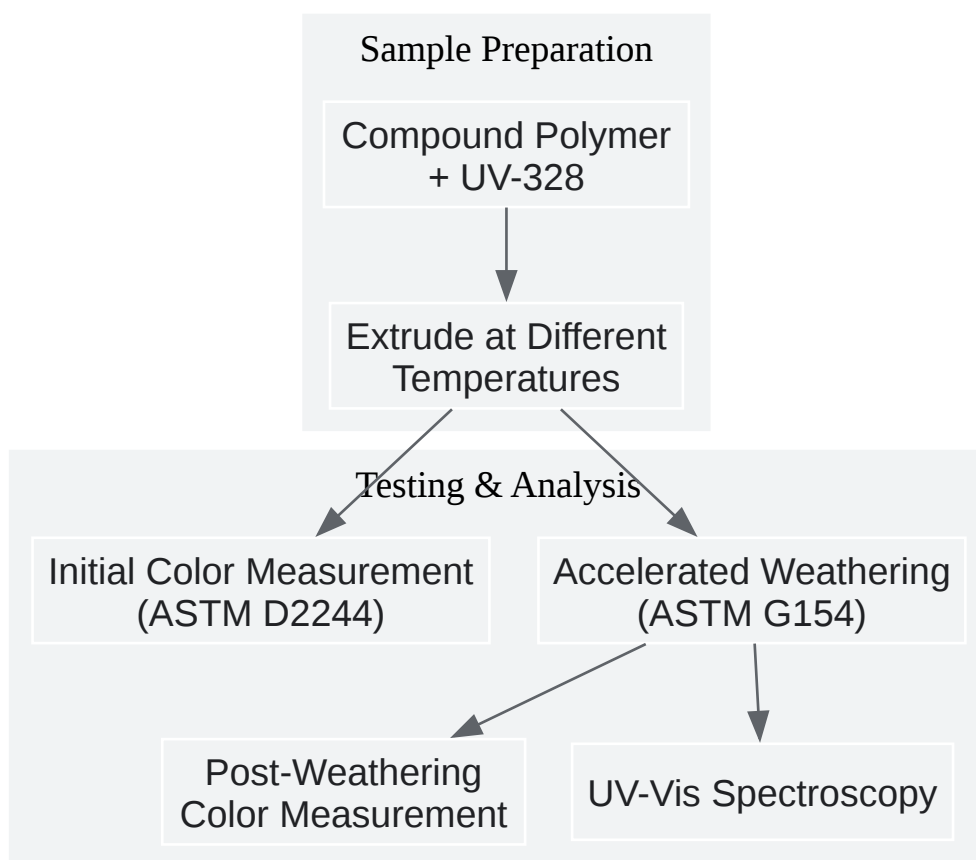 Sample Preparation
Compound Polymer
+ UV-328
Extrude at Different
Temperatures
Testing & Analysis
Initial Color Measurement
(ASTM D2244)
Accelerated Weathering
(ASTM G154)
Post-Weathering
Color Measurement
UV-Vis Spectroscopy